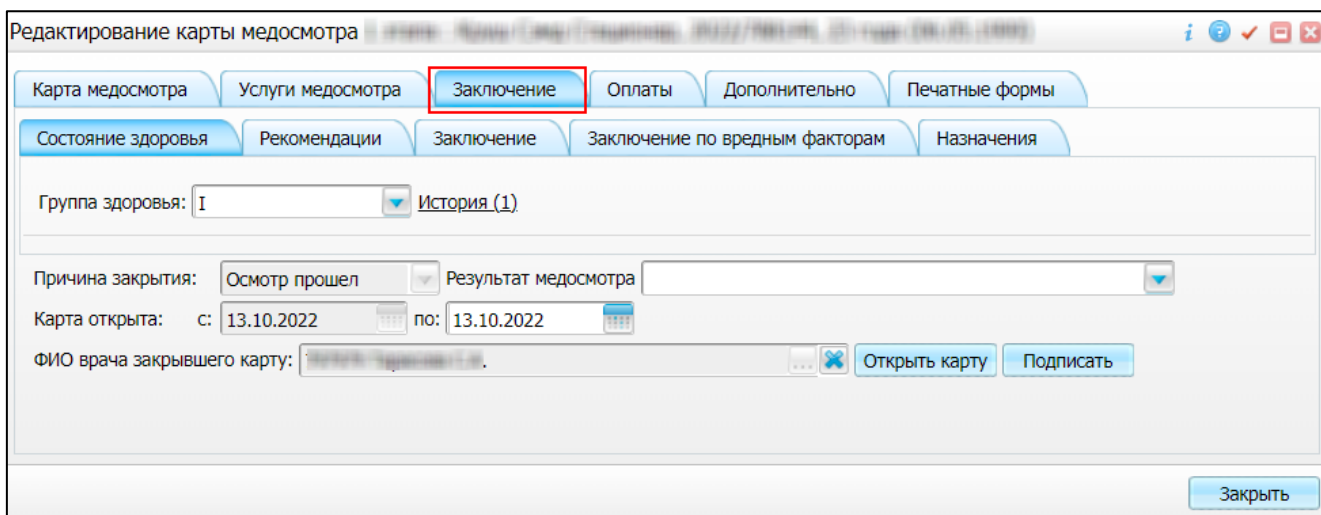 Редактирование карты медосмотра
Карта медосмотра Услуги медосмотра Заключение Оплаты Дополнительно Печатные формы
Состояние здоровья Рекомендации Заключение Заключение по вредным факторам Назначения
Группа здоровья: I История (1)
Причина закрытия: Осмотр прошел Результат медосмотра
Карта открыта: с: 13.10.2022 по: 13.10.2022
ФИО врача закрывшего карту: ... Открыть карту Подписать
Закрыть